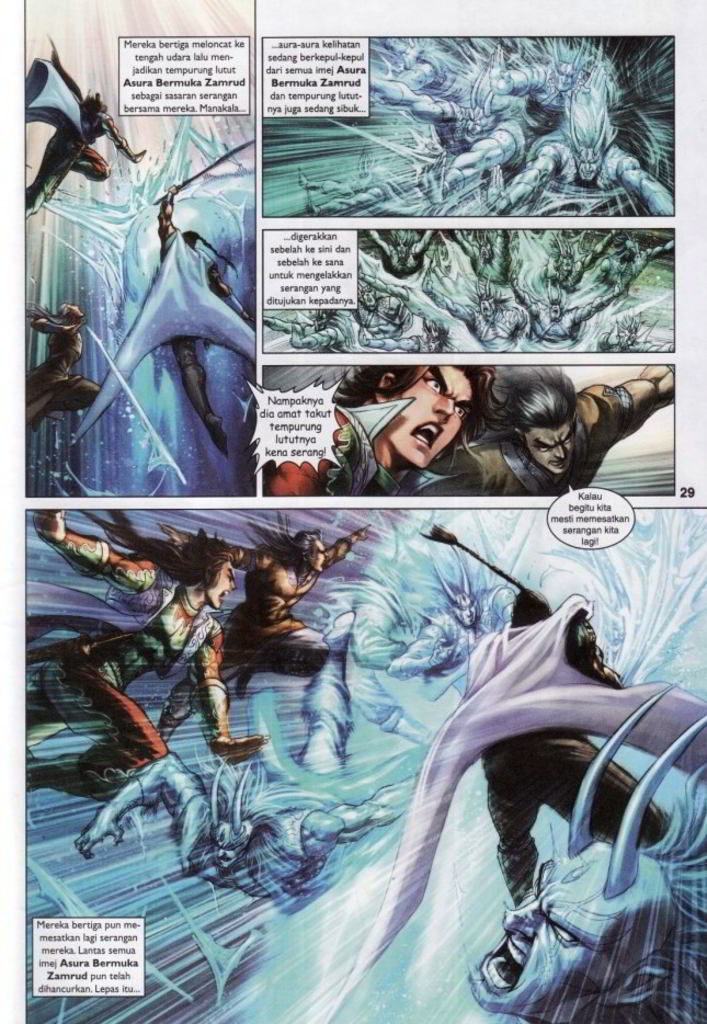 Mereka bertiga meloncat ke
tengah udara lalu men-
jadikan tempurung lutut
Asura Bermuka Zamrud
sebagai sasaran serangan
bersama mereka. Manakala...
...aura-aura kelihatan
sedang berkepul-kepul
dari semua imej Asura
Bermuka Zamrud
dan tempurung lutut-
nya juga sedang sibuk...
...digerakkan
sebelah ke sini dan
sebelah ke sana
untuk mengelakkan
serangan yang
ditujukan kepadanya.
Nampaknya
dia amat takut
tempurung
lututnya
kena serang!
Kalau
begitu kita
mesti memesatkan
serangan kita
lagi!
29
Mereka bertiga pun me-
mesatkan lagi serangan
mereka. Lantas semua
imej Asura Bermuka
Zamrud pun telah
dihancurkan. Lepas itu...